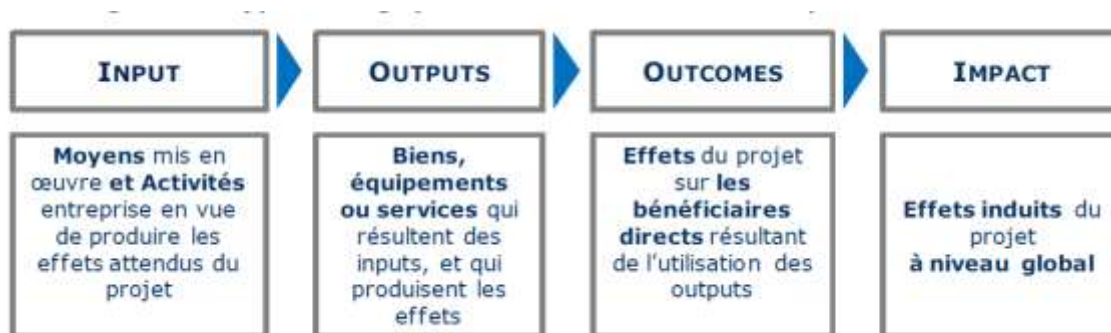 INPUT
OUTPUTS
OUTCOMES
IMPACT
Moyens mis en
œuvre et Activités
entreprise en vue
de produire les
effets attendus du
projet
Biens,
équipements
ou services qui
résultent des
inputs, et qui
produisent les
effets
Effets du projet
sur les
bénéficiaires
directs résultant
de l'utilisation des
outputs
Effets induits du
projet
à niveau global